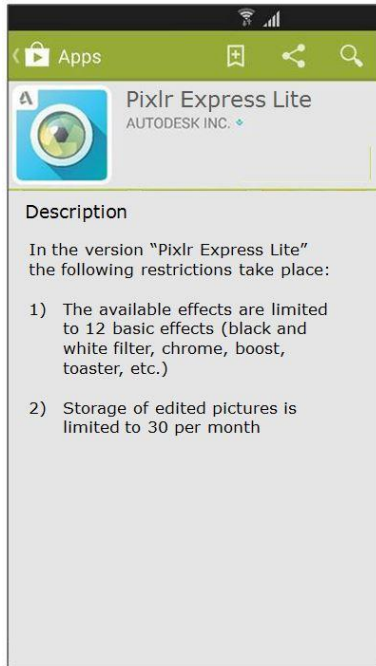 Apps
A
Pixlr Express Lite
AUTODESK INC.
Description
In the version “Pixlr Express Lite”
the following restrictions take place:
1) The available effects are limited
to 12 basic effects (black and
white filter, chrome, boost,
toaster, etc.)
2) Storage of edited pictures is
limited to 30 per month